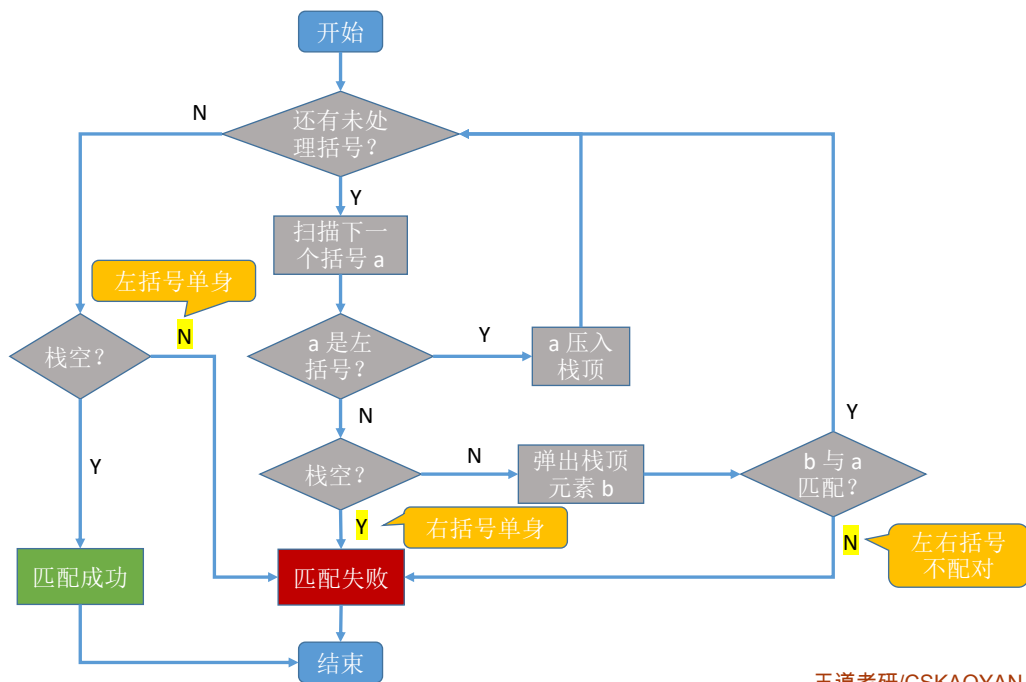 开始
N
还有未处
理括号？
Y
扫描下一
个括号 a
左括号单身
N
栈空？
a 是左
括号？
Y
a 压入
栈顶
N
Y
Y
栈空？
N
弹出栈顶
元素 b
b 与 a
匹配？
Y
右括号单身
N
左右括号
不配对
匹配成功
匹配失败
结束